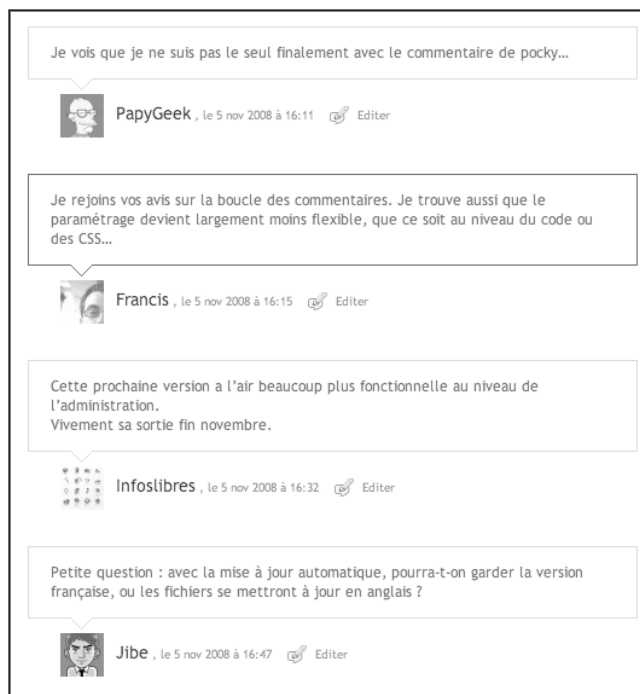 Je vois que je ne suis pas le seul finalement avec le commentaire de pocky…
PapyGeek , le 5 nov 2008 à 16:11 Editer
Je rejoins vos avis sur la boucle des commentaires. Je trouve aussi que le
paramétrage devient largement moins flexible, que ce soit au niveau du code ou
des CSS…
Francis , le 5 nov 2008 à 16:15 Editer
Cette prochaine version a l’air beaucoup plus fonctionnelle au niveau de
l’administration.
Vivement sa sortie fin novembre.
Infoslibres , le 5 nov 2008 à 16:32 Editer
Petite question : avec la mise à jour automatique, pourra-t-on garder la version
française, ou les fichiers se mettront à jour en anglais ?
Jibe , le 5 nov 2008 à 16:47 Editer